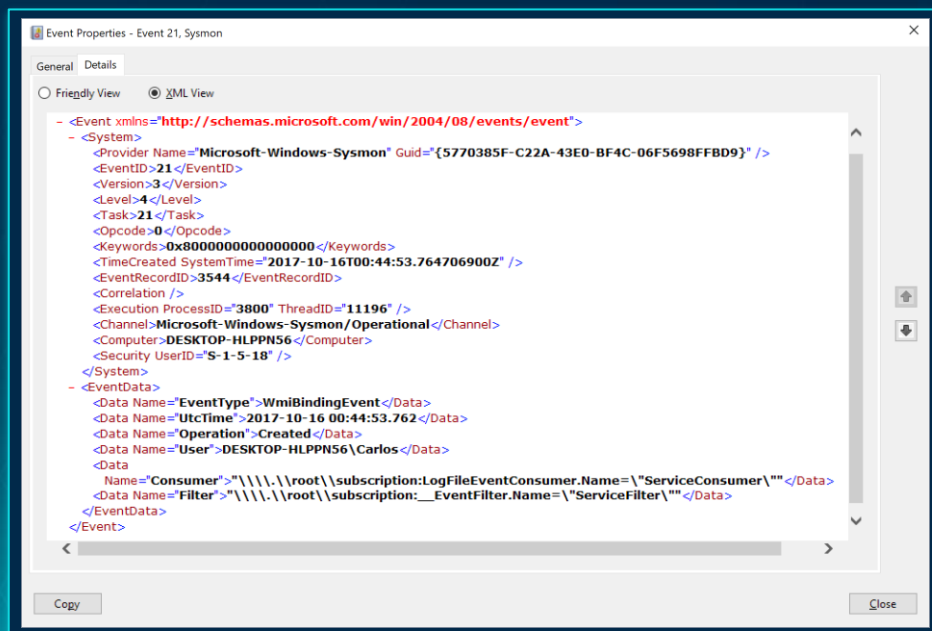 Event Properties - Event 21, Sysmon
General Details
Friendly View XML View
- <Event xmlns="http://schemas.microsoft.com/win/2004/08/events/event">
- <System>
<Provider Name="Microsoft-Windows-Sysmon" Guid="{5770385F-C22A-43E0-BF4C-06F5698FFBD9}" />
<EventID>21</EventID>
<Version>3</Version>
<Level>4</Level>
<Task>21</Task>
<Opcode>0</Opcode>
<Keywords>0x8000000000000000</Keywords>
<TimeCreated SystemTime="2017-10-16T00:44:53.764706900Z" />
<EventRecordID>3544</EventRecordID>
<Correlation />
<Execution ProcessID="3800" ThreadID="11196" />
<Channel>Microsoft-Windows-Sysmon/Operational</Channel>
<Computer>DESKTOP-HLPPN56</Computer>
<Security UserID="S-1-5-18" />
</System>
- <EventData>
<Data Name="EventType">WmiBindingEvent</Data>
<Data Name="UtcTime">2017-10-16 00:44:53.762</Data>
<Data Name="Operation">Created</Data>
<Data Name="User">DESKTOP-HLPPN56\Carlos</Data>
<Data
Name="Consumer">"\\\\.\\root\\subscription:LogFileEventConsumer.Name=\"ServiceConsumer\""</Data>
<Data Name="Filter">"\\\\.\\root\\subscription:__EventFilter.Name=\"ServiceFilter\""</Data>
</EventData>
</Event>
Copy Close